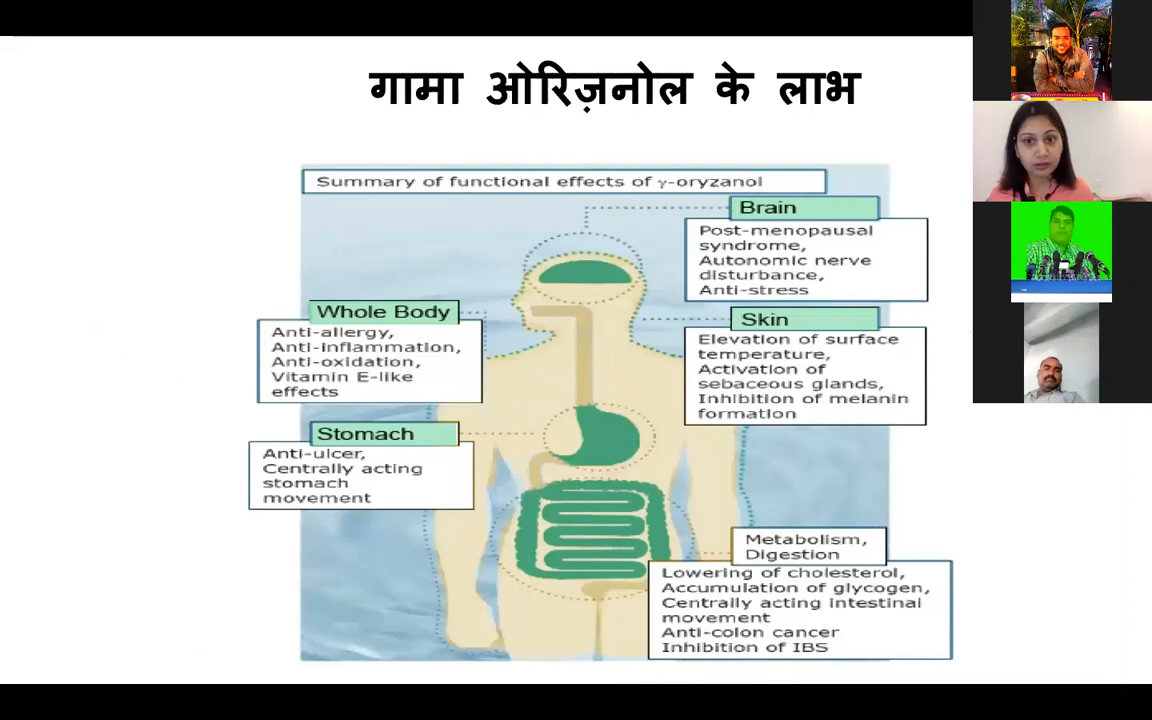 गामा ओरिज़नोल के लाभ
Summary of functional effects of γ-oryzanol
Brain
Post-menopausal
syndrome,
Autonomic nerve
disturbance,
Anti-stress
Whole Body
Anti-allergy,
Anti-inflammation,
Anti-oxidation,
Vitamin E-like
effects
Skin
Elevation of surface
temperature,
Activation of
sebaceous glands,
Inhibition of melanin
formation
Stomach
Anti-ulcer,
Centrally acting
stomach
movement
Metabolism,
Digestion
Lowering of cholesterol,
Accumulation of glycogen,
Centrally acting intestinal
movement
Anti-colon cancer
Inhibition of IBS